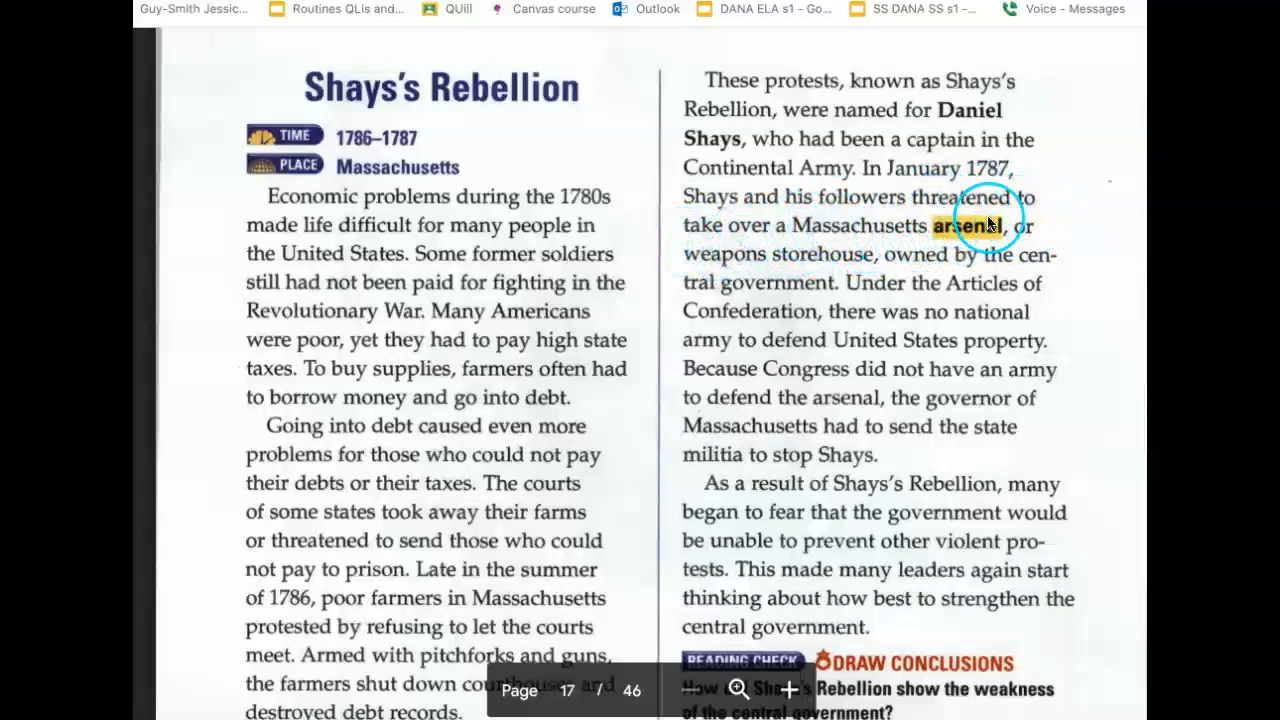 Guy-Smith Jessic...
Routines QLIs and...
QUill
Canvas course
Outlook
DANA ELA s1 - Go...
SS DANA SS s1 -...
Voice - Messages
Shays's Rebellion
TIME 1786–1787
PLACE Massachusetts
Economic problems during the 1780s
made life difficult for many people in
the United States. Some former soldiers
still had not been paid for fighting in the
Revolutionary War. Many Americans
were poor, yet they had to pay high state
taxes. To buy supplies, farmers often had
to borrow money and go into debt.
Going into debt caused even more
problems for those who could not pay
their debts or their taxes. The courts
of some states took away their farms
or threatened to send those who could
not pay to prison. Late in the summer
of 1786, poor farmers in Massachusetts
protested by refusing to let the courts
meet. Armed with pitchforks and guns,
the farmers shut down courthouses and
destroyed debt records.
These protests, known as Shays's
Rebellion, were named for Daniel
Shays, who had been a captain in the
Continental Army. In January 1787,
Shays and his followers threatened to
take over a Massachusetts arsenal, or
weapons storehouse, owned by the cen-
tral government. Under the Articles of
Confederation, there was no national
army to defend United States property.
Because Congress did not have an army
to defend the arsenal, the governor of
Massachusetts had to send the state
militia to stop Shays.
As a result of Shays's Rebellion, many
began to fear that the government would
be unable to prevent other violent pro-
tests. This made many leaders again start
thinking about how best to strengthen the
central government.
READING CHECK DRAW CONCLUSIONS
How did Shays's Rebellion show the weakness
of the central government?
Page 17 / 46